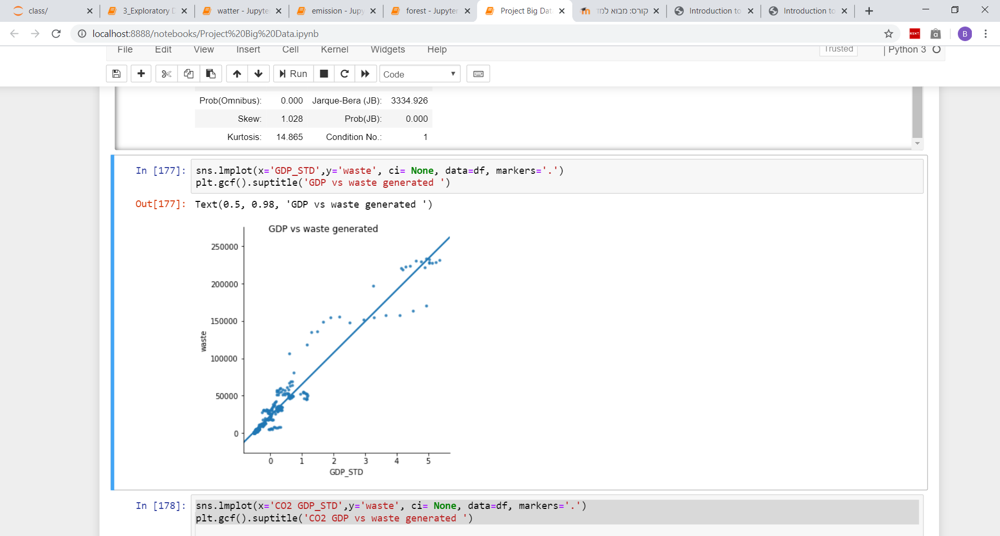 class/
3_Exploratory D
watter - Jupyte
emission - Jupy
forest - Jupyter
Project Big Dat
קורס: מבוא למד
Introduction to
Introduction to
localhost:8888/notebooks/Project%20Big%20Data.ipynb
NEXT
a
B
File Edit View Insert Cell Kernel Widgets Help
Trusted
Python 3
Run
Code
Prob(Omnibus): 0.000 Jarque-Bera (JB): 3334.926
Skew: 1.028 Prob(JB): 0.000
Kurtosis: 14.865 Condition No.: 1
In [177]: sns.lmplot(x='GDP_STD',y='waste', ci= None, data=df, markers='.')
plt.gcf().suptitle('GDP vs waste generated ')
Out[177]: Text(0.5, 0.98, 'GDP vs waste generated ')
GDP vs waste generated
250000
200000
150000
waste
100000
50000
0
0 1 2 3 4 5
GDP_STD
In [178]: sns.lmplot(x='CO2 GDP_STD',y='waste', ci= None, data=df, markers='.')
plt.gcf().suptitle('CO2 GDP vs waste generated ')